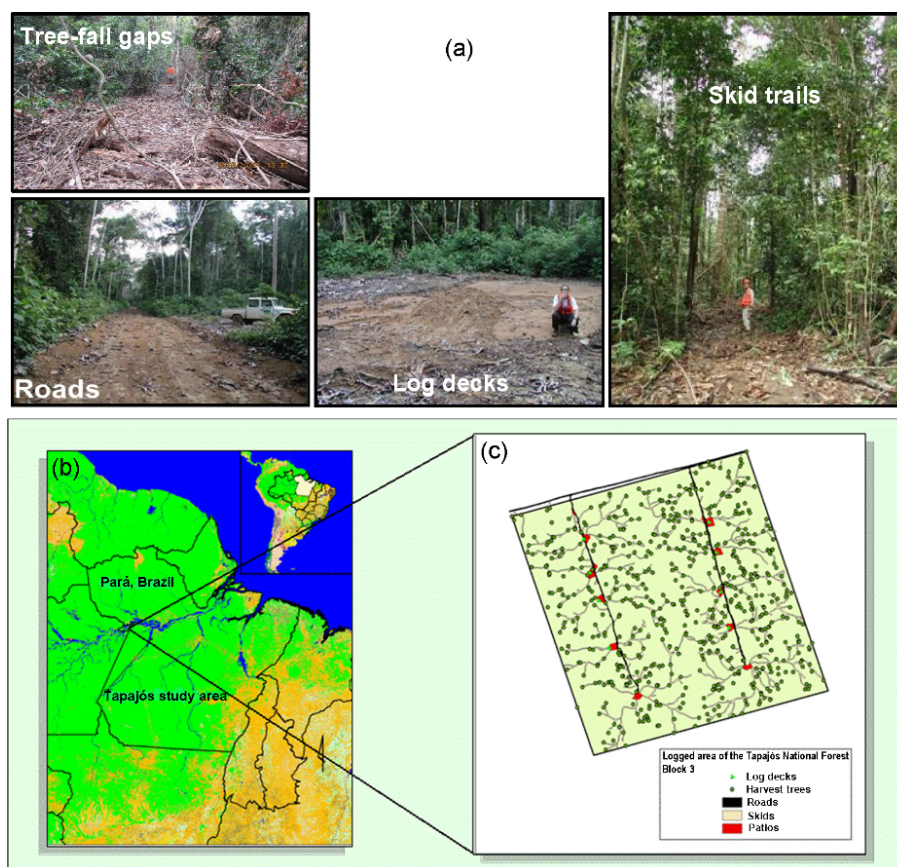 Tree-fall gaps
(a)
Skid trails
Roads
Log decks
(b)
Pará, Brazil
Tapajós study area
(c)
Logged area of the Tapajós National Forest
Block 3
Log decks
Harvest trees
Roads
Skids
Patios